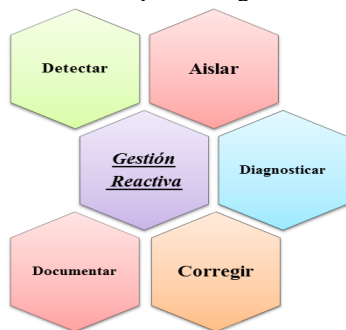 Detectar
Aislar
Gestión
Reactiva
Diagnosticar
Documentar
Corregir